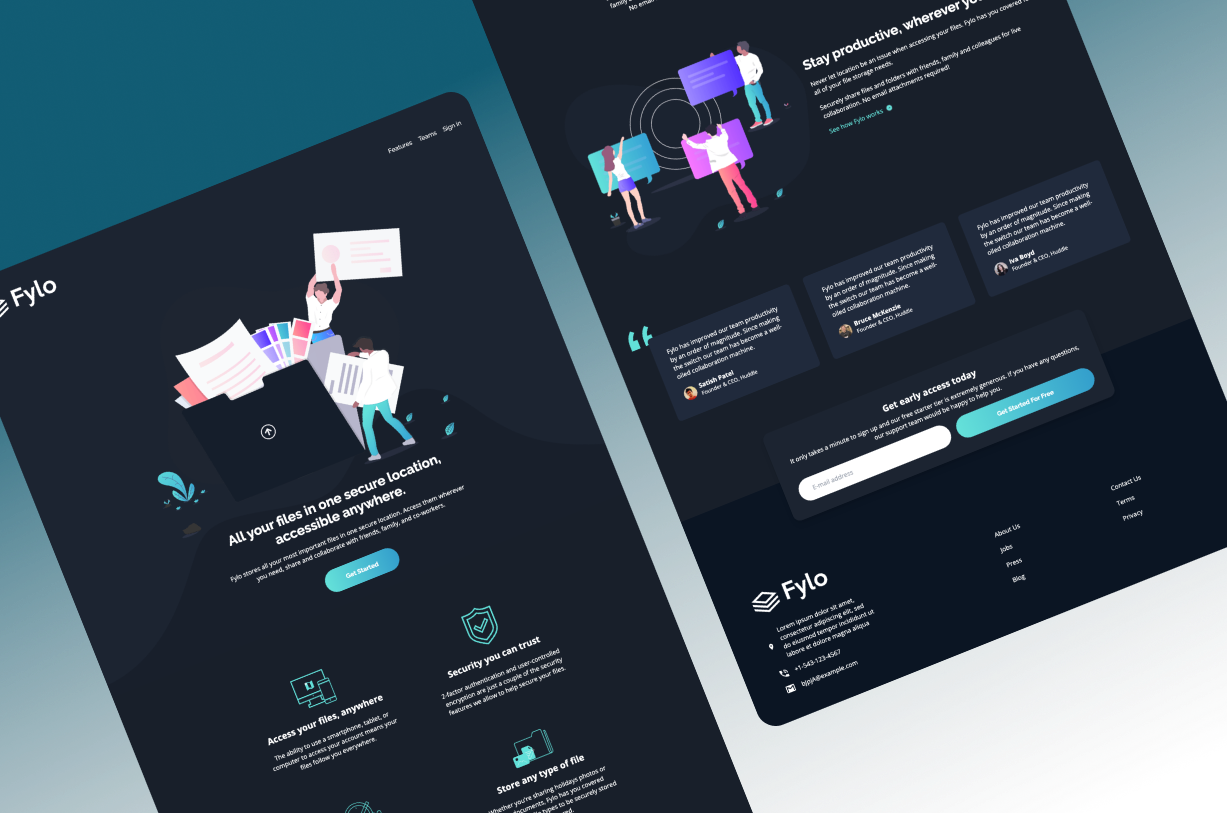 Features Teams Sign In
Fylo
All your files in one secure location,
accessible anywhere.
Fylo stores all your most important files in one secure location. Access them wherever
you need, share and collaborate with friends, family, and co-workers.
Get Started
Access your files, anywhere
The ability to use a smartphone, tablet, or
computer to access your account means your
files follow you everywhere.
Security you can trust
2-factor authentication and user-controlled
encryption are just a couple of the security
features we allow to help secure your files.
Store any type of file
Whether you're sharing holidays photos or
documents, Fylo has you covered
types to be securely stored
No email
Stay productive, wherever
Never let location be an issue when accessing your files. Fylo has you covered
all of your file storage needs.
Securely share files and folders with friends, family and colleagues for live
collaboration. No email attachments required!
See how Fylo works
Fylo has improved our team productivity
by an order of magnitude. Since making
the switch our team has become a well-
oiled collaboration machine.
Satish Patel
Founder & CEO, Huddle
Fylo has improved our team productivity
by an order of magnitude. Since making
the switch our team has become a well-
oiled collaboration machine.
Bruce McKenzie
Founder & CEO, Huddle
Fylo has improved our team productivity
by an order of magnitude. Since making
the switch our team has become a well-
oiled collaboration machine.
Iva Boyd
Founder & CEO, Huddle
Get early access today
It only takes a minute to sign up and our free starter tier is extremely generous. If you have any questions,
our support team would be happy to help you.
E-mail address
Get Started For Free
Fylo
Lorem ipsum dolor sit amet,
consectetur adipiscing elit, sed
do eiusmod tempor incididunt ut
labore et dolore magna aliqua
+1-543-123-4567
bjpjA@example.com
About Us
Jobs
Press
Blog
Contact Us
Terms
Privacy